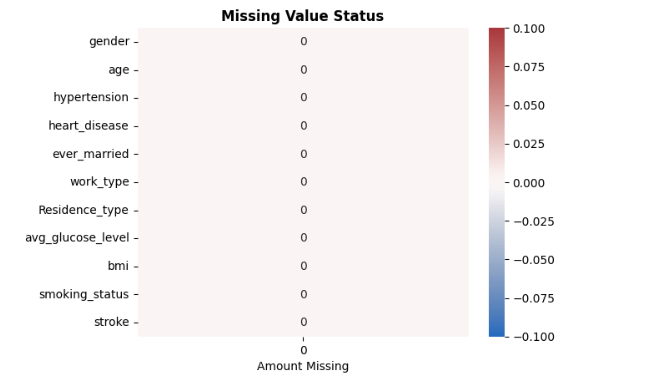 Missing Value Status
gender 0
age 0
hypertension 0
heart_disease 0
ever_married 0
work_type 0
Residence_type 0
avg_glucose_level 0
bmi 0
smoking_status 0
stroke 0
0
Amount Missing
0.100
0.075
0.050
0.025
0.000
−0.025
−0.050
−0.075
−0.100